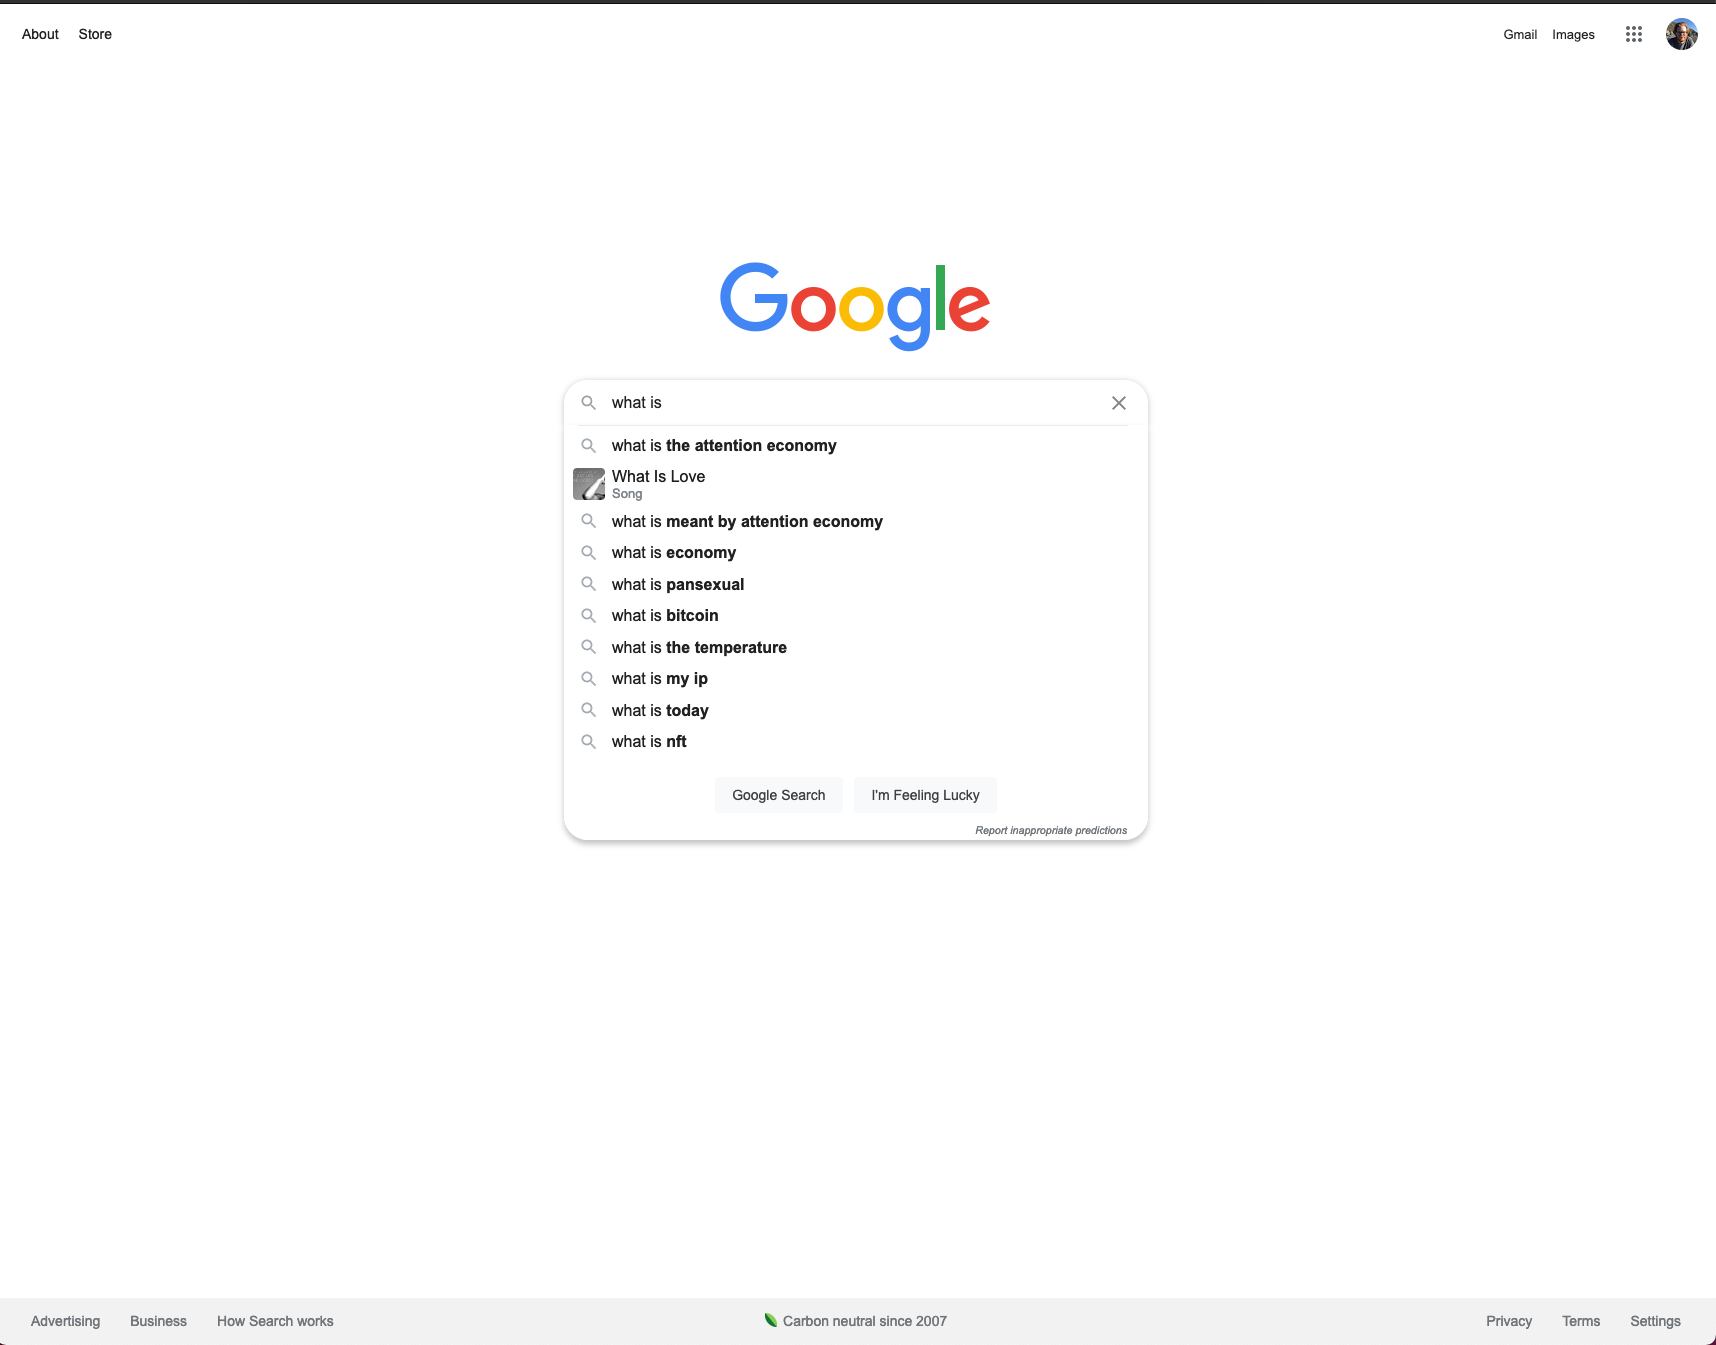 About Store
Gmail Images
Google
what is
what is the attention economy
What Is Love
Song
what is meant by attention economy
what is economy
what is pansexual
what is bitcoin
what is the temperature
what is my ip
what is today
what is nft
Google Search I'm Feeling Lucky
Report inappropriate predictions
Advertising Business How Search works Carbon neutral since 2007 Privacy Terms Settings